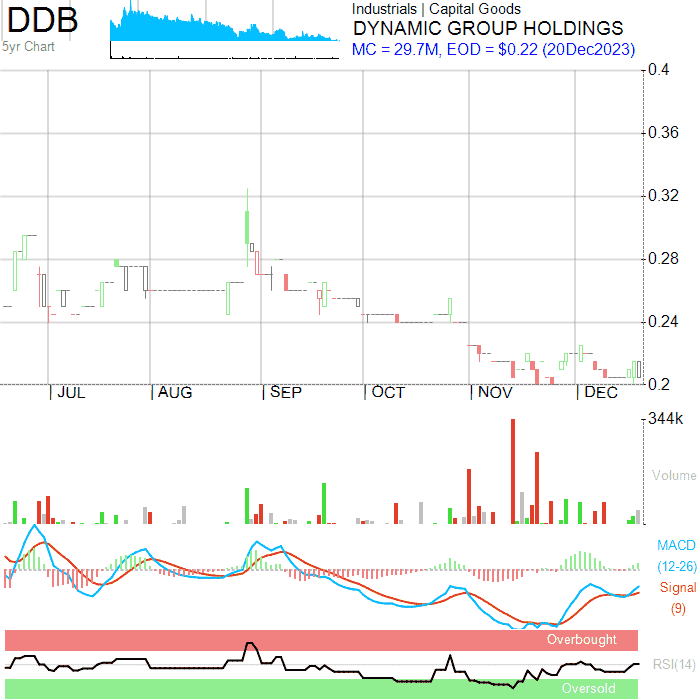 DDB
5yr Chart
Industrials | Capital Goods
DYNAMIC GROUP HOLDINGS
MC = 29.7M, EOD = $0.22 (20Dec2023)
0.4
0.36
0.32
0.28
0.24
0.2
JUL AUG SEP OCT NOV DEC
344k
Volume
MACD
(12-26)
Signal
(9)
Overbought
RSI(14)
Oversold